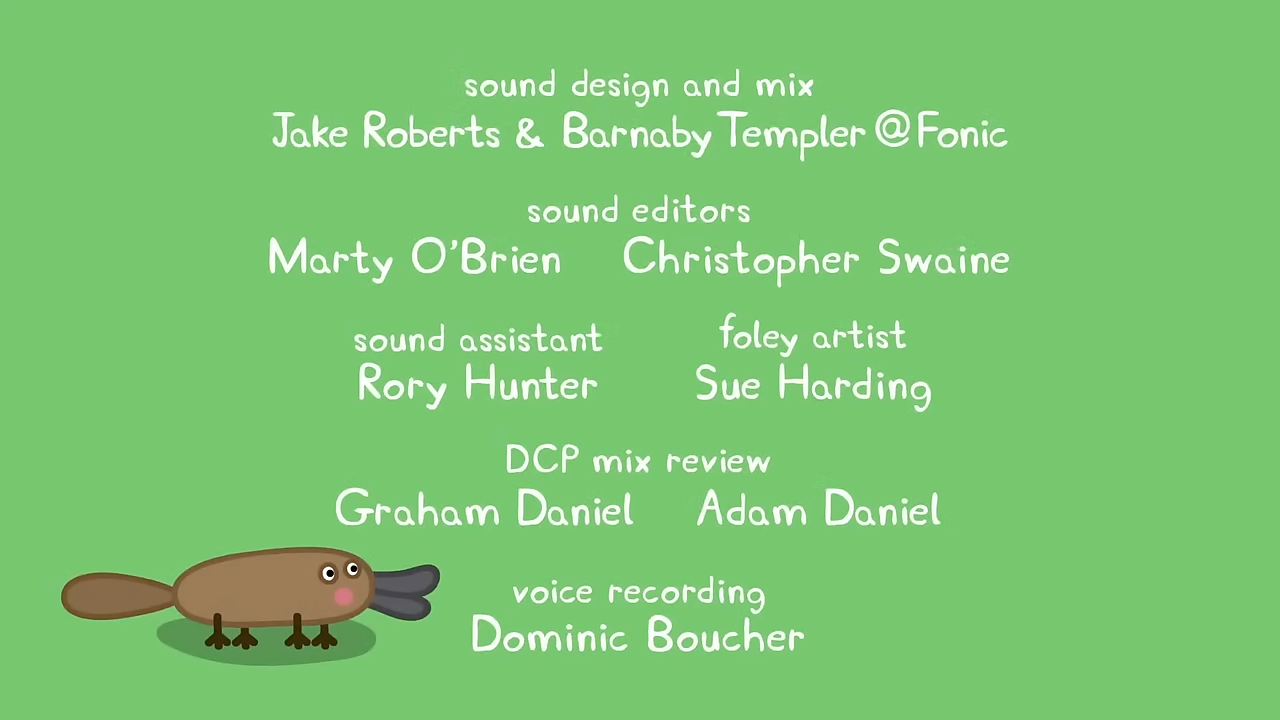 sound design and mix
Jake Roberts & Barnaby Templer @ Fonic
sound editors
Marty O'Brien Christopher Swaine
sound assistant foley artist
Rory Hunter Sue Harding
DCP mix review
Graham Daniel Adam Daniel
voice recording
Dominic Boucher